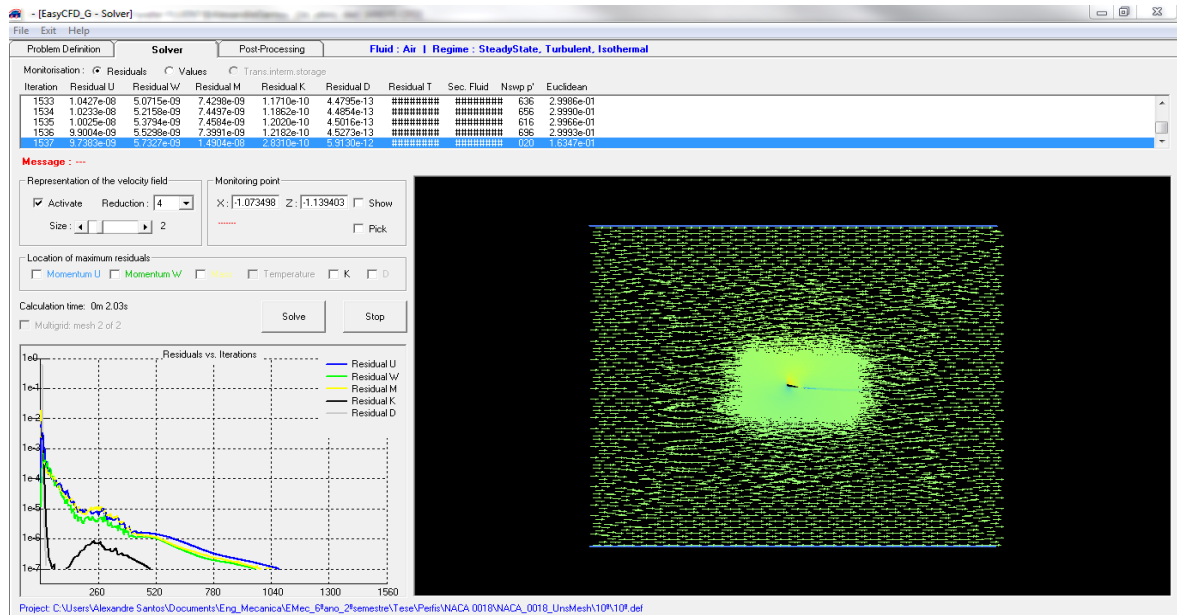 - [EasyCFD_G - Solver]
File Exit Help
Problem Definition Solver Post-Processing Fluid : Air | Regime : SteadyState, Turbulent, Isothermal
Monitorisation : Residuals Values Trans.interm.storage
Iteration Residual U Residual W Residual M Residual K Residual D Residual T Sec. Fluid Nswp p' Euclidean
1533 1.0427e-08 5.0715e-09 7.4298e-09 1.1710e-10 4.4795e-13 ######## ######## 636 2.9986e-01
1534 1.0233e-08 5.2158e-09 7.4497e-09 1.1862e-10 4.4854e-13 ######## ######## 656 2.9990e-01
1535 1.0025e-08 5.3794e-09 7.4584e-09 1.2020e-10 4.5016e-13 ######## ######## 616 2.9966e-01
1536 9.9004e-09 5.5298e-09 7.3991e-09 1.2182e-10 4.5273e-13 ######## ######## 696 2.9993e-01
1537 9.7383e-09 5.7327e-09 1.4904e-08 2.8310e-10 5.9130e-12 ######## ######## 020 1.6347e-01
Message : ---
Representation of the velocity field Monitoring point
Activate Reduction : 4 X : -1.073498 Z : -1.139403 Show
Size : 2 ------- Pick
Location of maximum residuals
Momentum U Momentum W Temperature K D
Calculation time: 0m 2.03s
Solve Stop
Multigrid: mesh 2 of 2
Residuals vs. Iterations
1e0
Residual U
Residual W
1e-1
Residual M
Residual K
Residual D
1e-2
1e-3
1e-4
1e-5
1e-6
1e-7
260 520 780 1040 1300 1560
Project: C:\Users\Alexandre Santos\Documents\Eng_Mecanica\EMec_6ªano_2ªsemestre\Tese\Perfis\NACA 0018\NACA_0018_UnsMesh\10ª\10ª.def